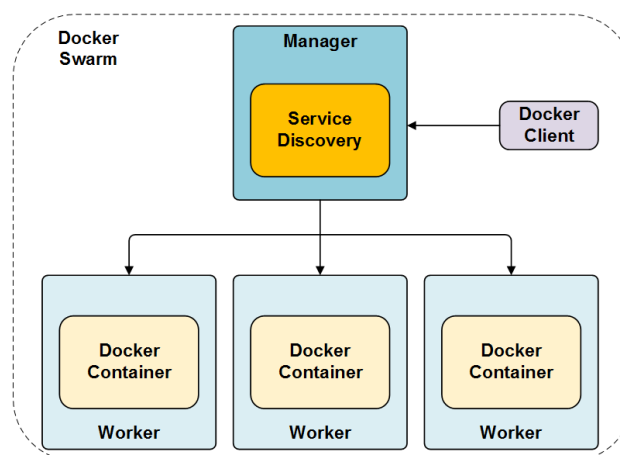 Docker
Swarm
Manager
Service
Discovery
Docker
Client
Docker
Container
Worker
Docker
Container
Worker
Docker
Container
Worker